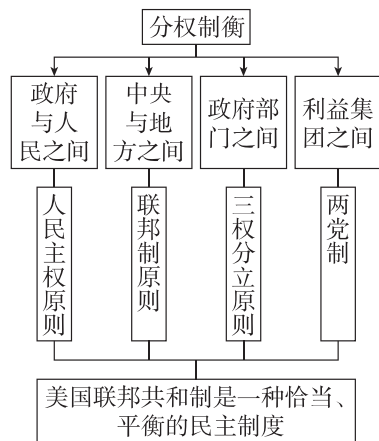 分权制衡
政府
与人
民之间
中央
与地
方之间
政府部
门之间
利益集
团之间
人民主权原则
联邦制原则
三权分立原则
两党制
美国联邦共和制是一种恰当、
平衡的民主制度